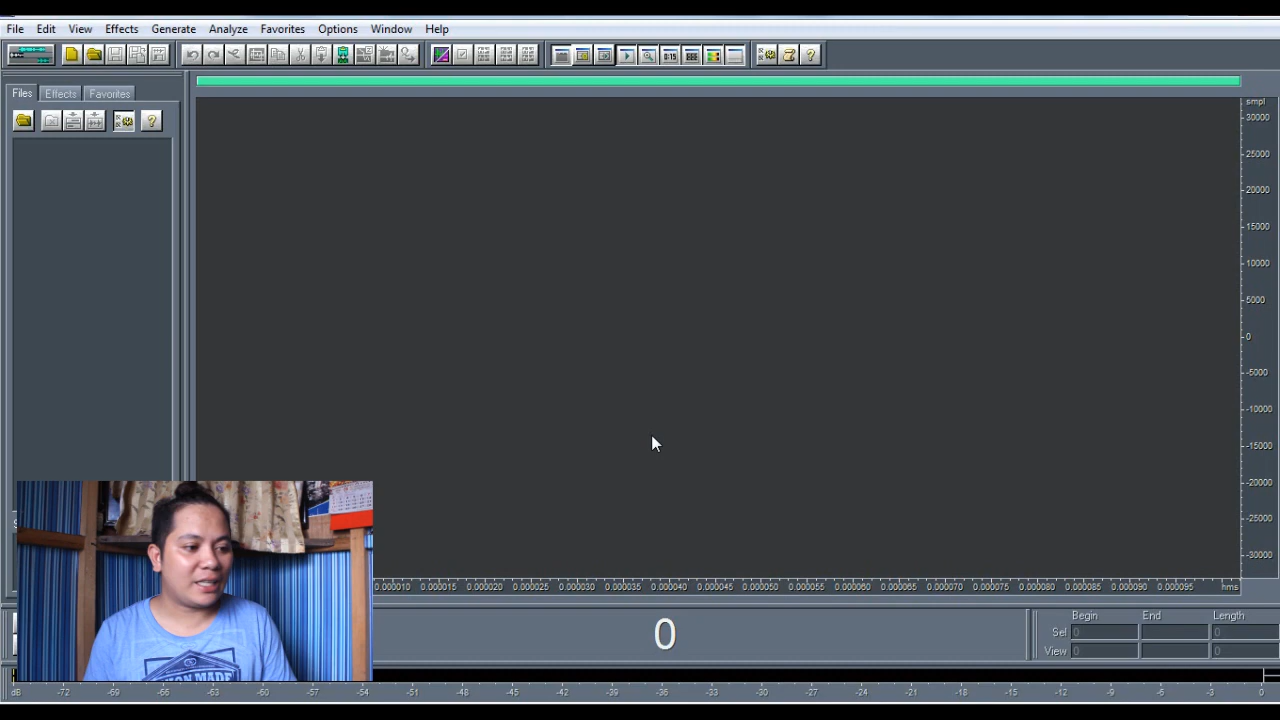 File Edit View Effects Generate Analyze Favorites Options Window Help
0:15
Files Effects Favorites
smpl
30000
25000
20000
15000
10000
5000
0
-5000
-10000
-15000
-20000
-25000
-30000
0.000010 0.000015 0.000020 0.000025 0.000030 0.000035 0.000040 0.000045 0.000050 0.000055 0.000060 0.000065 0.000070 0.000075 0.000080 0.000085 0.000090 0.000095 hms
0
Begin End Length
Sel 0 0
View 0 0
dB -72 -69 -66 -63 -60 -57 -54 -51 -48 -45 -42 -39 -36 -33 -30 -27 -24 -21 -18 -15 -12 -9 -6 -3 0